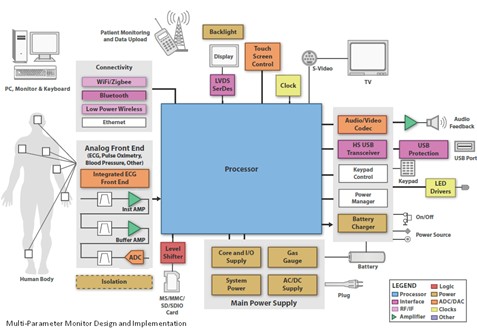 Patient Monitoring
and Data Upload
Backlight
Display
LVDS
SerDes
Touch
Screen
Control
Clock
S-Video
TV
PC, Monitor & Keyboard
Connectivity
WiFi/Zigbee
Bluetooth
Low Power Wireless
Ethernet
Processor
Audio/Video
Codec
Audio
Feedback
HS USB
Transceiver
USB
Protection
USB Port
Keypad
Control
Keypad
Power
Manager
LED
Drivers
Battery
Charger
On/Off
Power Source
Battery
Analog Front End
(ECG, Pulse Oximetry,
Blood Pressure, Other)
Integrated ECG
Front End
Inst AMP
Buffer AMP
ADC
Human Body
Isolation
Level
Shifter
MS/MMC/
SD/SDIO
Card
Core and I/O
Supply
Gas
Gauge
System
Power
AC/DC
Supply
Main Power Supply
Plug
LEGEND
Processor
Interface
RF/IF
Amplifier
Logic
Power
ADC/DAC
Clocks
Other
Multi-Parameter Monitor Design and Implementation